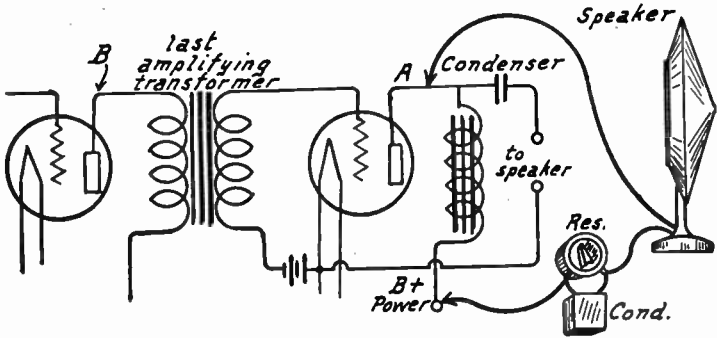 Speaker
B
last
amplifying
transformer
A
Condenser
to
speaker
Res.
B+
Power
Cond.